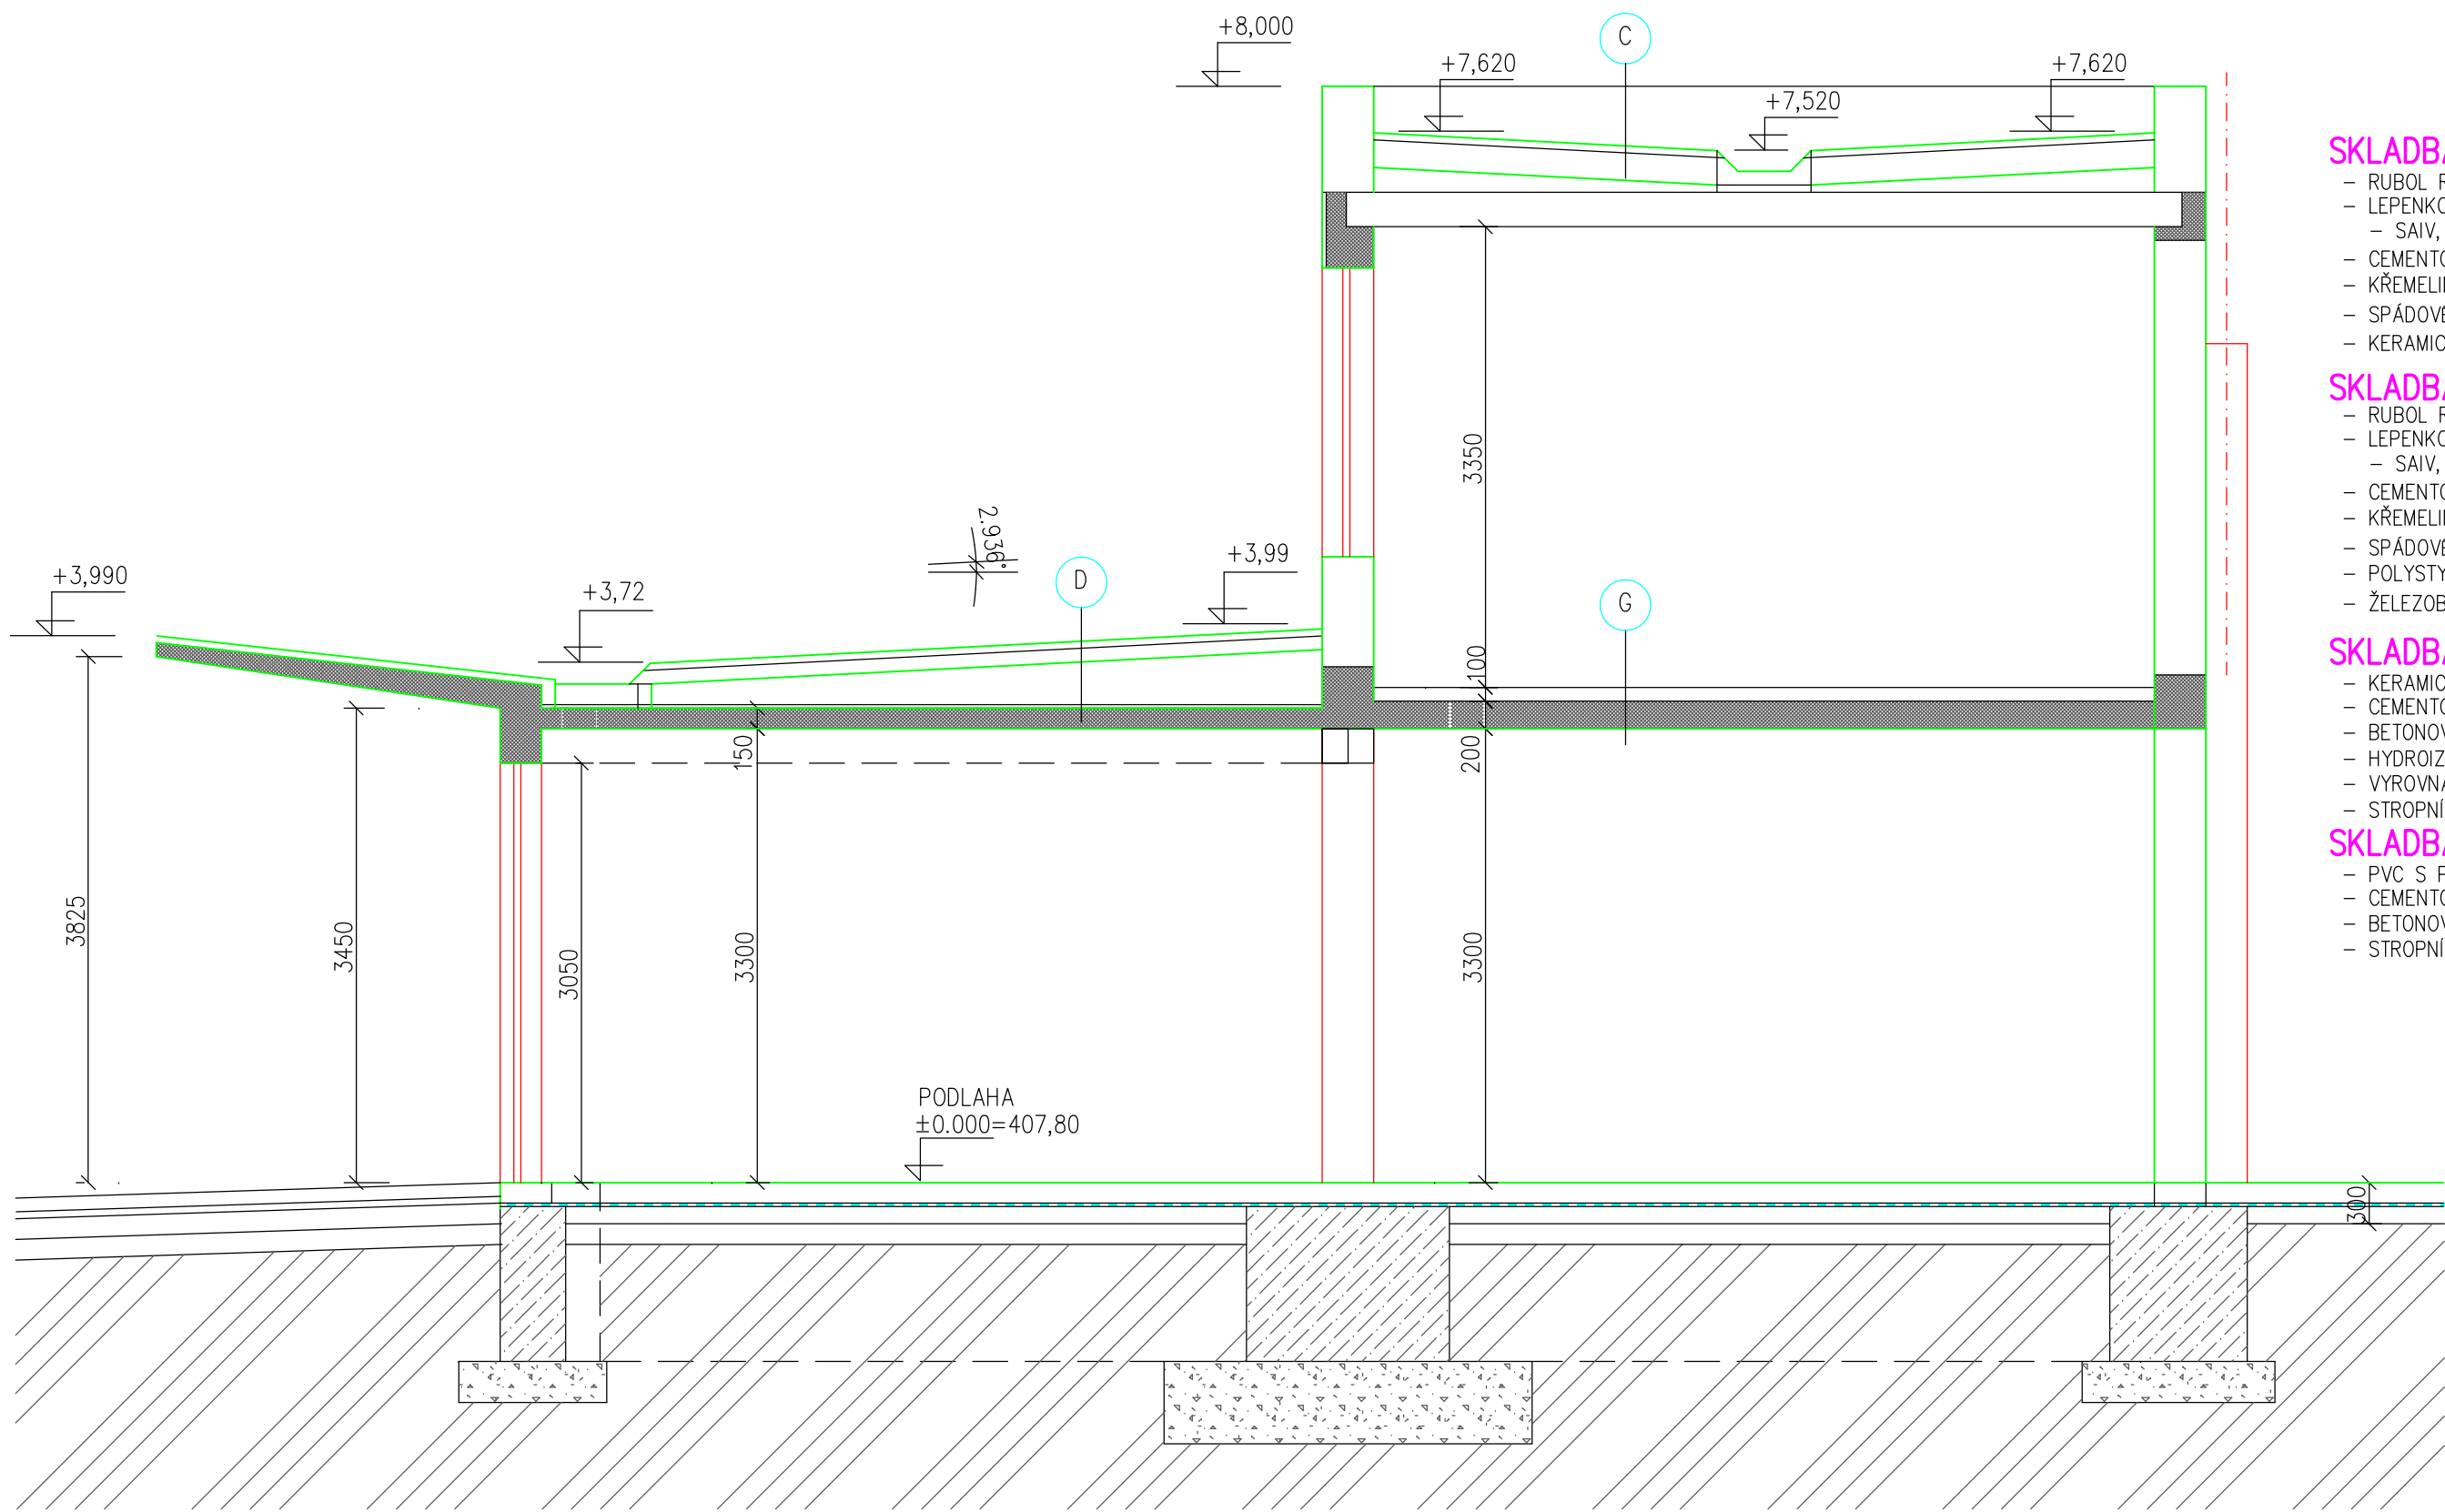 +8,000
C
+7,620
+7,520
+7,620
3350
2.936°
+3,990
+3,72
D
+3,99
G
100
150
200
3825
3450
3050
3300
3300
PODLAHA
±0.000=407,80
300
SKLADBA
- RUBOL
- LEPENKO
- SAIV,
- CEMENTO
- KŘEMELI
- SPÁDOVÉ
- KERAMIC
SKLADBA
- RUBOL
- LEPENKO
- SAIV,
- CEMENTO
- KŘEMELI
- SPÁDOVÉ
- POLYSTY
- ŽELEZOB
SKLADBA
- KERAMIC
- CEMENTO
- BETONOV
- HYDROIZ
- VYROVNA
- STROPNÍ
SKLADBA
- PVC S
- CEMENTO
- BETONOV
- STROPNÍ